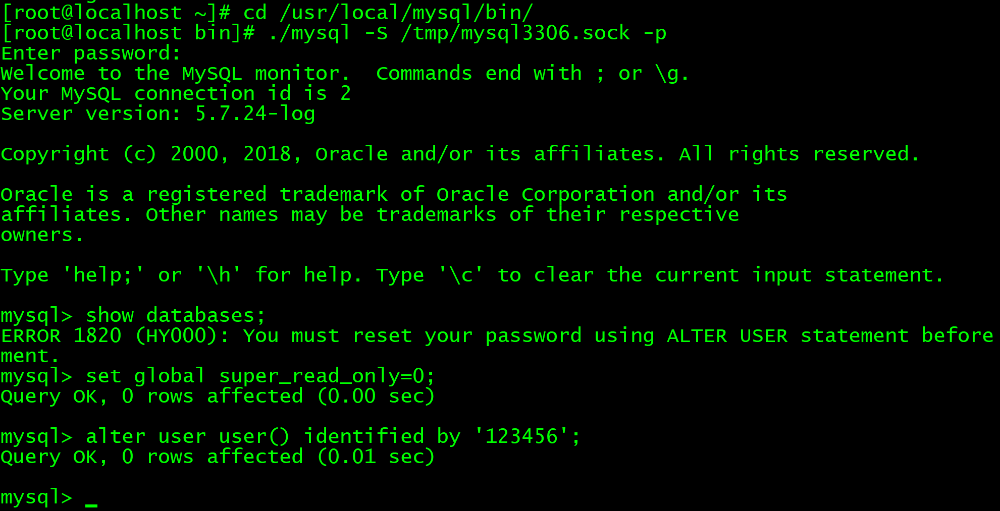 [root@localhost ~]# cd /usr/local/mysql/bin/
[root@localhost bin]# ./mysql -S /tmp/mysql3306.sock -p
Enter password:
Welcome to the MySQL monitor.  Commands end with ; or \g.
Your MySQL connection id is 2
Server version: 5.7.24-log
Copyright (c) 2000, 2018, Oracle and/or its affiliates. All rights reserved.
Oracle is a registered trademark of Oracle Corporation and/or its
affiliates. Other names may be trademarks of their respective
owners.
Type 'help;' or '\h' for help. Type '\c' to clear the current input statement.
mysql> show databases;
ERROR 1820 (HY000): You must reset your password using ALTER USER statement before
ment.
mysql> set global super_read_only=0;
Query OK, 0 rows affected (0.00 sec)
mysql> alter user user() identified by '123456';
Query OK, 0 rows affected (0.01 sec)
mysql> _